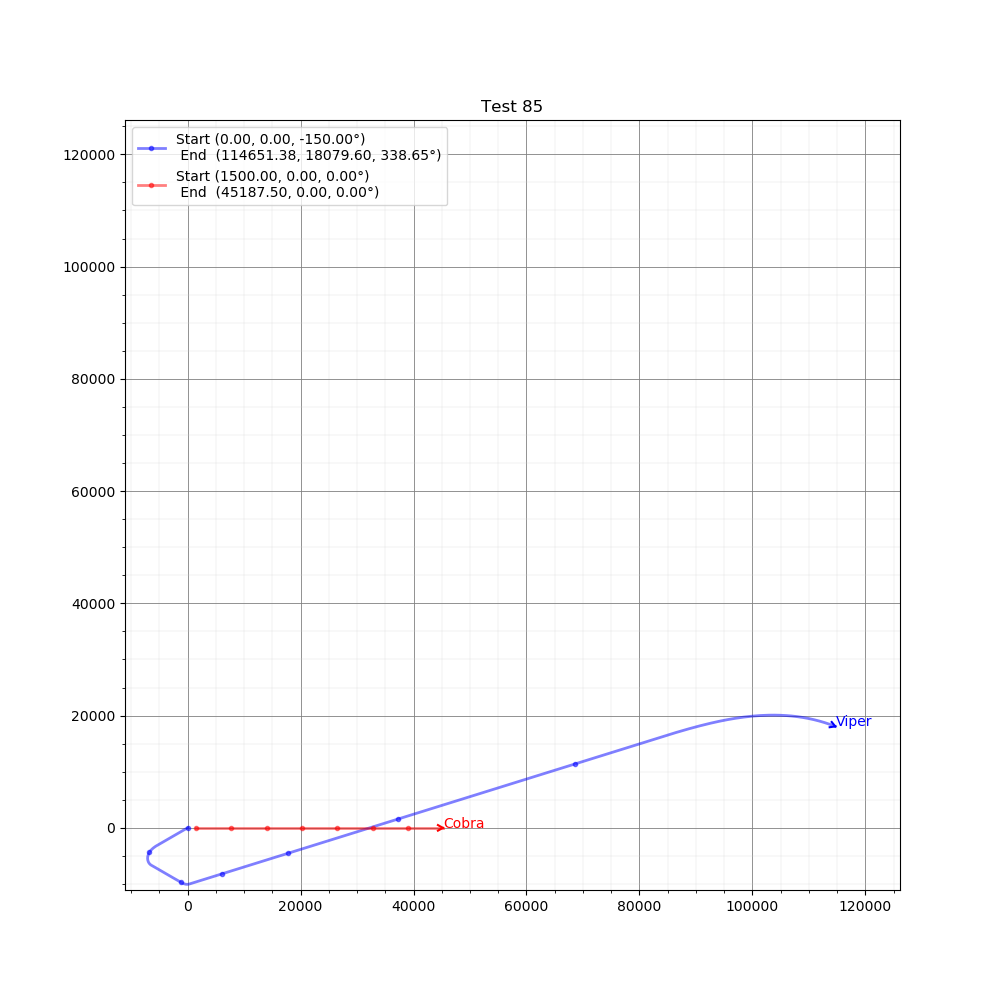 Test 85
Start (0.00, 0.00, -150.00°)
End (114651.38, 18079.60, 338.65°)
Start (1500.00, 0.00, 0.00°)
End (45187.50, 0.00, 0.00°)
120000
100000
80000
60000
40000
20000
0
Viper
Cobra
0
20000
40000
60000
80000
100000
120000